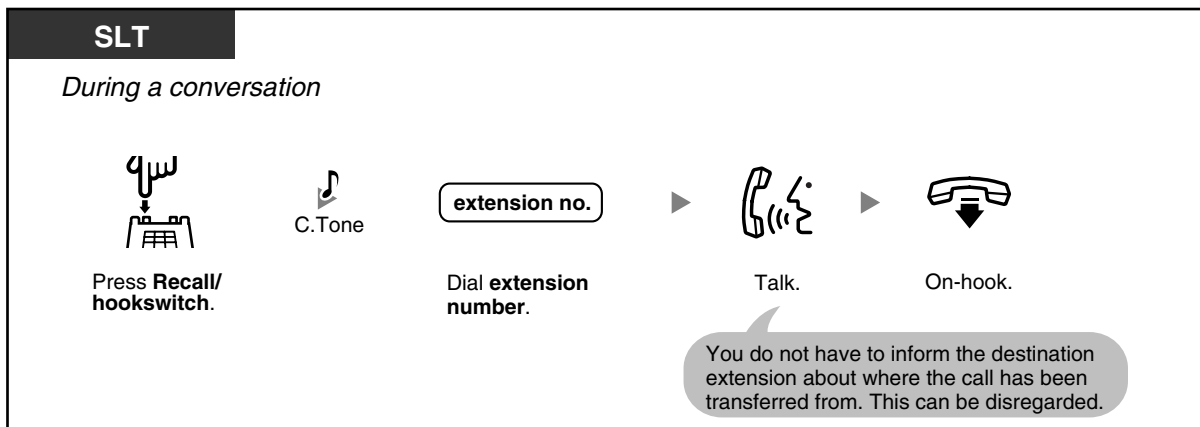 SLT
During a conversation
C.Tone
extension no.
Press Recall/
hookswitch.
Dial extension
number.
Talk.
On-hook.
You do not have to inform the destination
extension about where the call has been
transferred from. This can be disregarded.